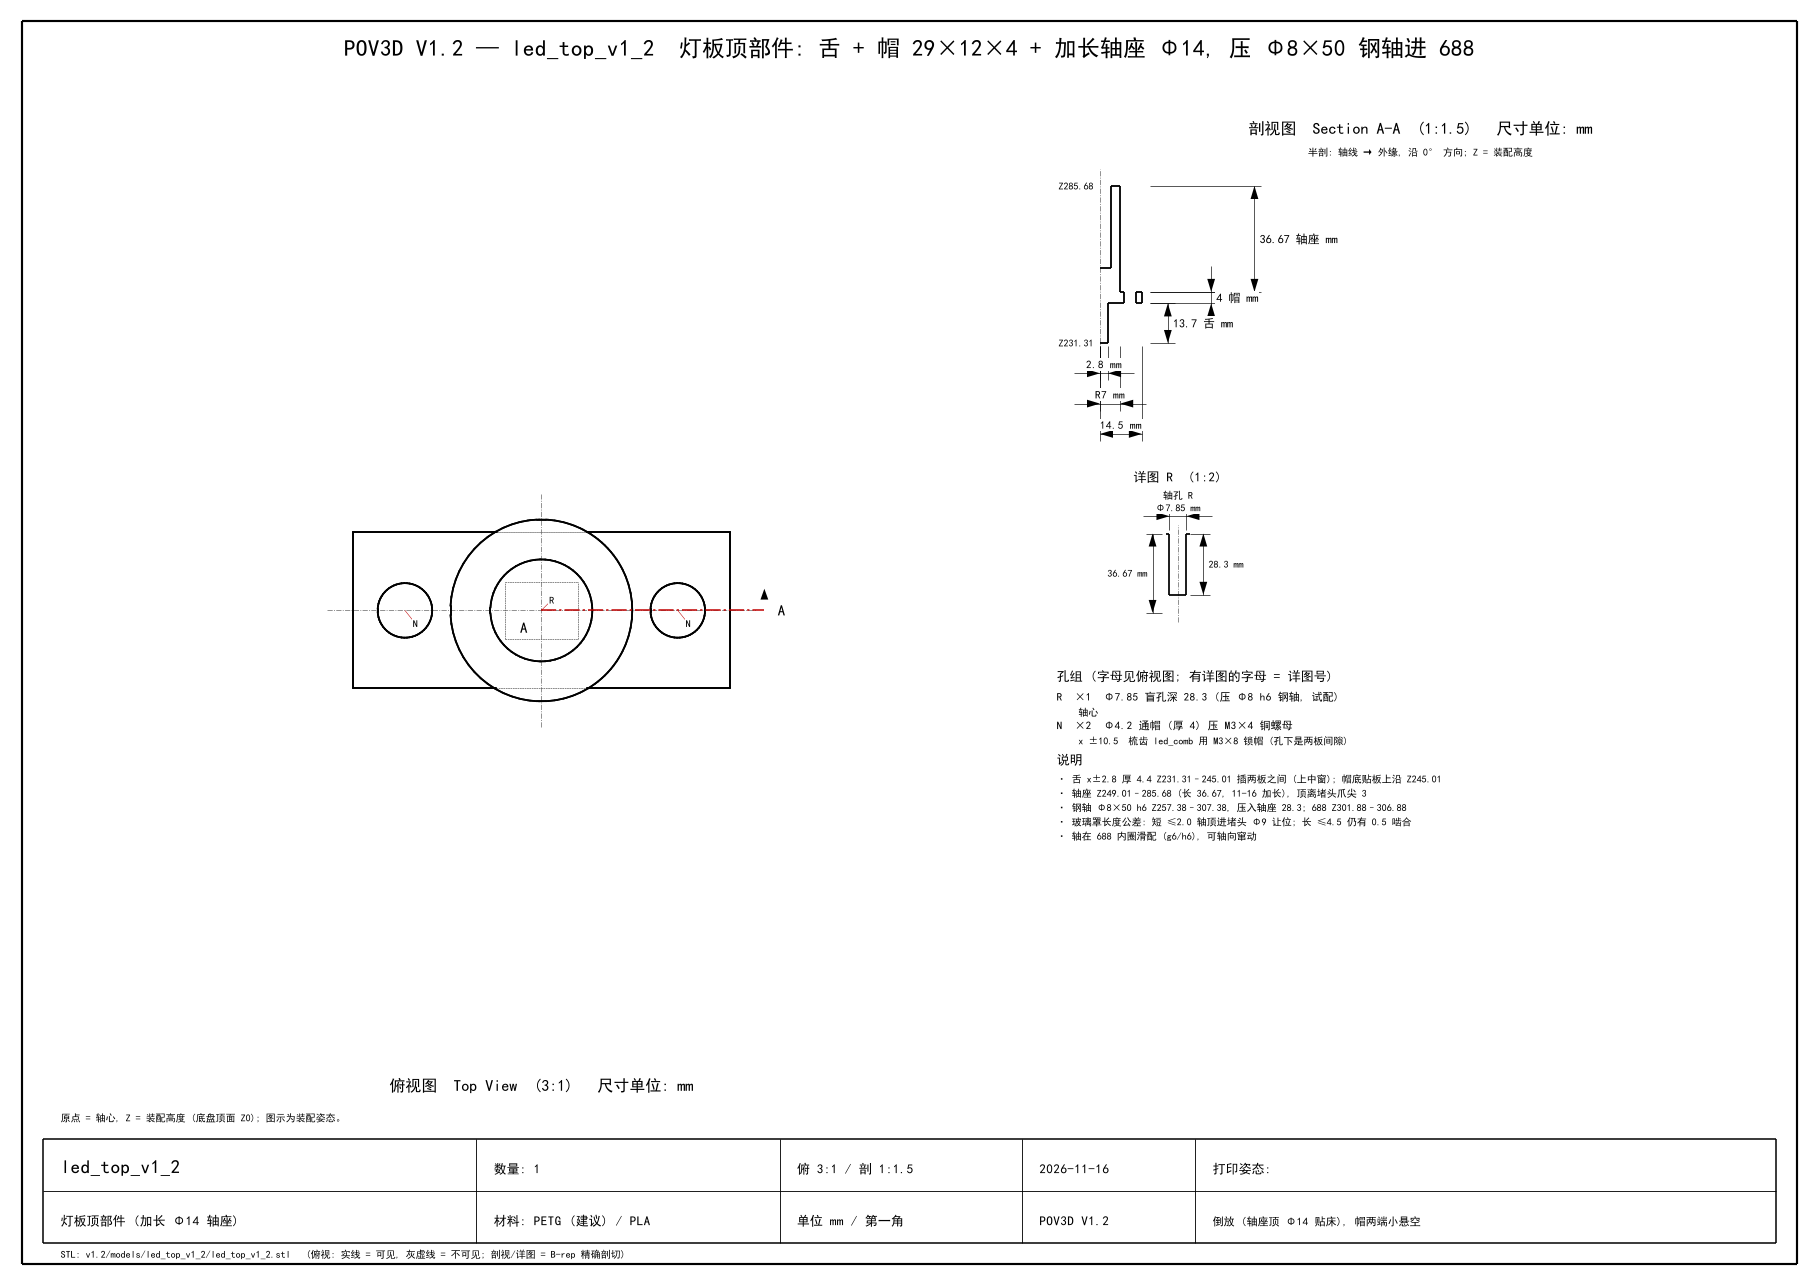 POV3D V1.2 — led_top_v1_2  灯板顶部件: 舌 + 帽 29×12×4 + 加长轴座 Φ14, 压 Φ8×50 钢轴进 688
剖视图  Section A-A  (1:1.5)  尺寸单位: mm
半剖: 轴线 → 外缘, 沿 0° 方向; Z = 装配高度
Z285.68
36.67 轴座 mm
4 帽 mm
13.7 舌 mm
Z231.31
2.8 mm
R7 mm
14.5 mm
详图 R  (1:2)
轴孔 R
Φ7.85 mm
36.67 mm
28.3 mm
R
A
A
N
N
孔组 (字母见俯视图; 有详图的字母 = 详图号)
R  ×1  Φ7.85 盲孔深 28.3 (压 Φ8 h6 钢轴, 试配)
轴心
N  ×2  Φ4.2 通帽 (厚 4) 压 M3×4 铜螺母
x ±10.5  梳齿 led_comb 用 M3×8 锁帽 (孔下是两板间隙)
说明
· 舌 x±2.8 厚 4.4 Z231.31–245.01 插两板之间 (上中窗); 帽底贴板上沿 Z245.01
· 轴座 Z249.01–285.68 (长 36.67, 11-16 加长), 顶离堵头爪尖 3
· 钢轴 Φ8×50 h6 Z257.38–307.38, 压入轴座 28.3; 688 Z301.88–306.88
· 玻璃罩长度公差: 短 ≤2.0 轴顶进堵头 Φ9 让位; 长 ≤4.5 仍有 0.5 啮合
· 轴在 688 内圈滑配 (g6/h6), 可轴向窜动
俯视图  Top View  (3:1)  尺寸单位: mm
原点 = 轴心, Z = 装配高度 (底盘顶面 Z0); 图示为装配姿态。
led_top_v1_2
数量: 1
俯 3:1 / 剖 1:1.5
2026-11-16
打印姿态:
灯板顶部件 (加长 Φ14 轴座)
材料: PETG (建议) / PLA
单位 mm / 第一角
POV3D V1.2
倒放 (轴座顶 Φ14 贴床), 帽两端小悬空
STL: v1.2/models/led_top_v1_2/led_top_v1_2.stl  (俯视: 实线 = 可见, 灰虚线 = 不可见; 剖视/详图 = B-rep 精确剖切)